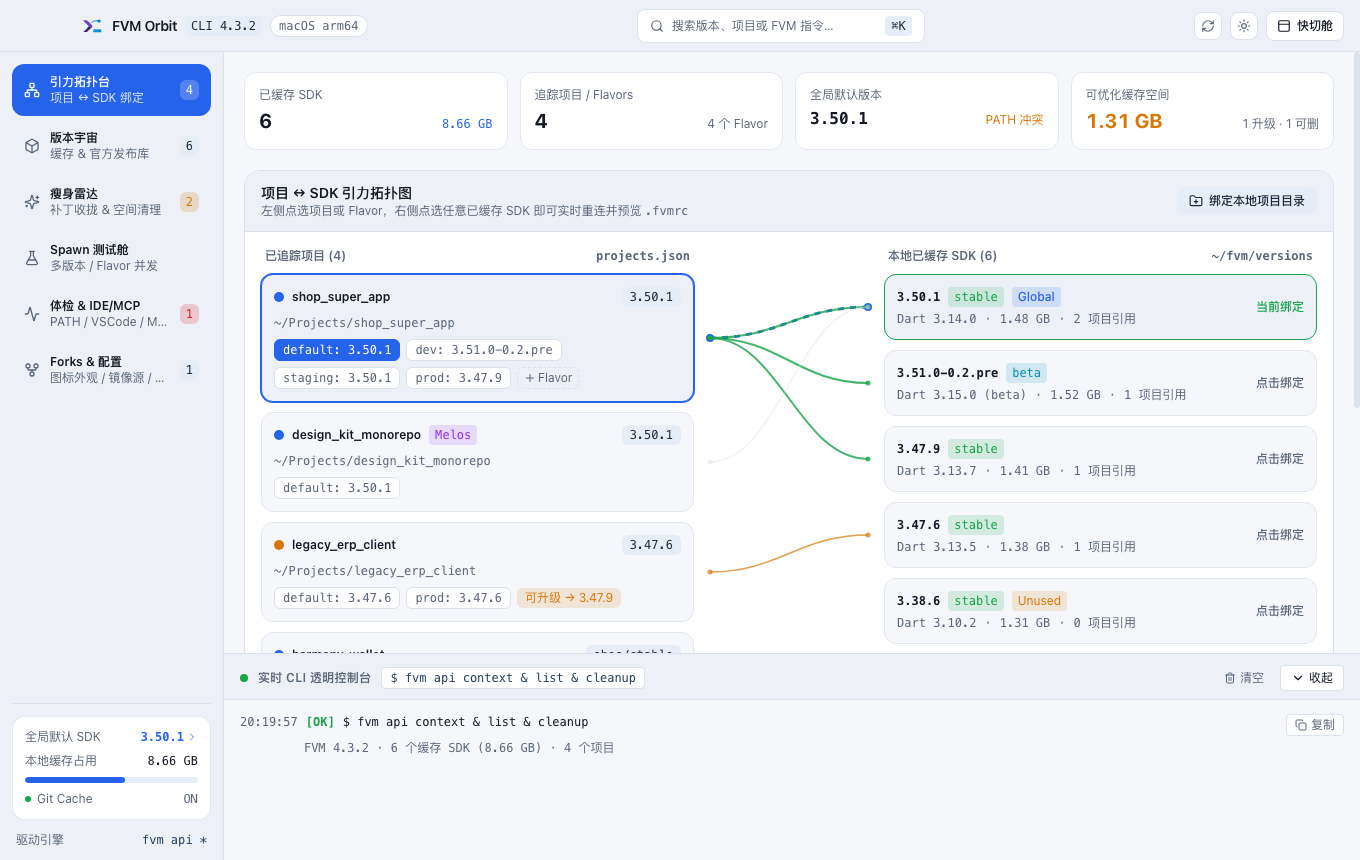 FVM Orbit CLI 4.3.2 macOS arm64
搜索版本、项目或 FVM 指令... ⌘K
快切舱
引力拓扑台
项目 ↔ SDK 绑定
4
版本宇宙
缓存 & 官方发布库
6
瘦身雷达
补丁收拢 & 空间清理
2
Spawn 测试舱
多版本 / Flavor 并发
体检 & IDE/MCP
PATH / VSCode / M...
1
Forks & 配置
图标外观 / 镜像源 / ...
1
全局默认 SDK 3.50.1
本地缓存占用 8.66 GB
Git Cache ON
驱动引擎 fvm api *
已缓存 SDK
6 8.66 GB
追踪项目 / Flavors
4 4 个 Flavor
全局默认版本
3.50.1 PATH 冲突
可优化缓存空间
1.31 GB 1 升级 · 1 可删
项目 ↔ SDK 引力拓扑图
左侧点选项目或 Flavor，右侧点选任意已缓存 SDK 即可实时重连并预览 .fvmrc
绑定本地项目目录
已追踪项目 (4) projects.json
shop_super_app 3.50.1
~/Projects/shop_super_app
default: 3.50.1 dev: 3.51.0-0.2.pre
staging: 3.50.1 prod: 3.47.9 + Flavor
design_kit_monorepo Melos 3.50.1
~/Projects/design_kit_monorepo
default: 3.50.1
legacy_erp_client 3.47.6
~/Projects/legacy_erp_client
default: 3.47.6 prod: 3.47.6 可升级 → 3.47.9
本地已缓存 SDK (6) ~/fvm/versions
3.50.1 stable Global
Dart 3.14.0 · 1.48 GB · 2 项目引用
当前绑定
3.51.0-0.2.pre beta
Dart 3.15.0 (beta) · 1.52 GB · 1 项目引用
点击绑定
3.47.9 stable
Dart 3.13.7 · 1.41 GB · 1 项目引用
点击绑定
3.47.6 stable
Dart 3.13.5 · 1.38 GB · 1 项目引用
点击绑定
3.38.6 stable Unused
Dart 3.10.2 · 1.31 GB · 0 项目引用
点击绑定
实时 CLI 透明控制台 $ fvm api context & list & cleanup
清空 收起
20:19:57 [OK] $ fvm api context & list & cleanup
复制
FVM 4.3.2 · 6 个缓存 SDK (8.66 GB) · 4 个项目